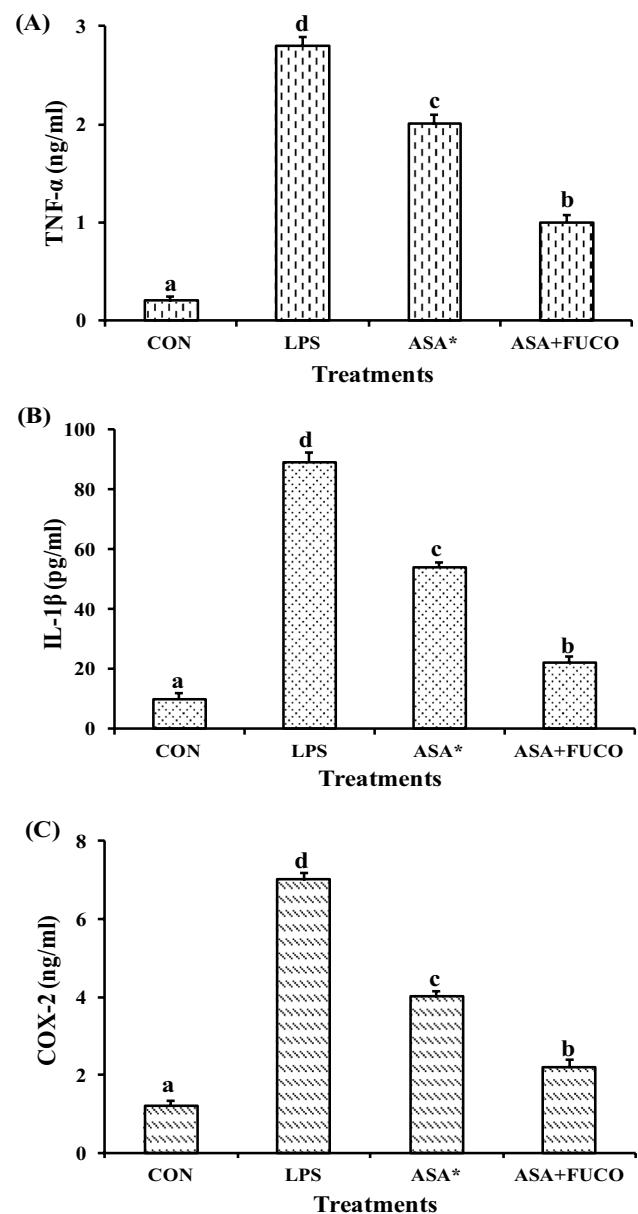 (A)
3
2
1
0
TNF-α (ng/ml)
d
c
b
a
CON LPS ASA* ASA+FUCO
Treatments
(B)
100
80
60
40
20
0
IL-1β (pg/ml)
d
c
b
a
CON LPS ASA* ASA+FUCO
Treatments
(C)
8
6
4
2
0
COX-2 (ng/ml)
d
c
b
a
CON LPS ASA* ASA+FUCO
Treatments